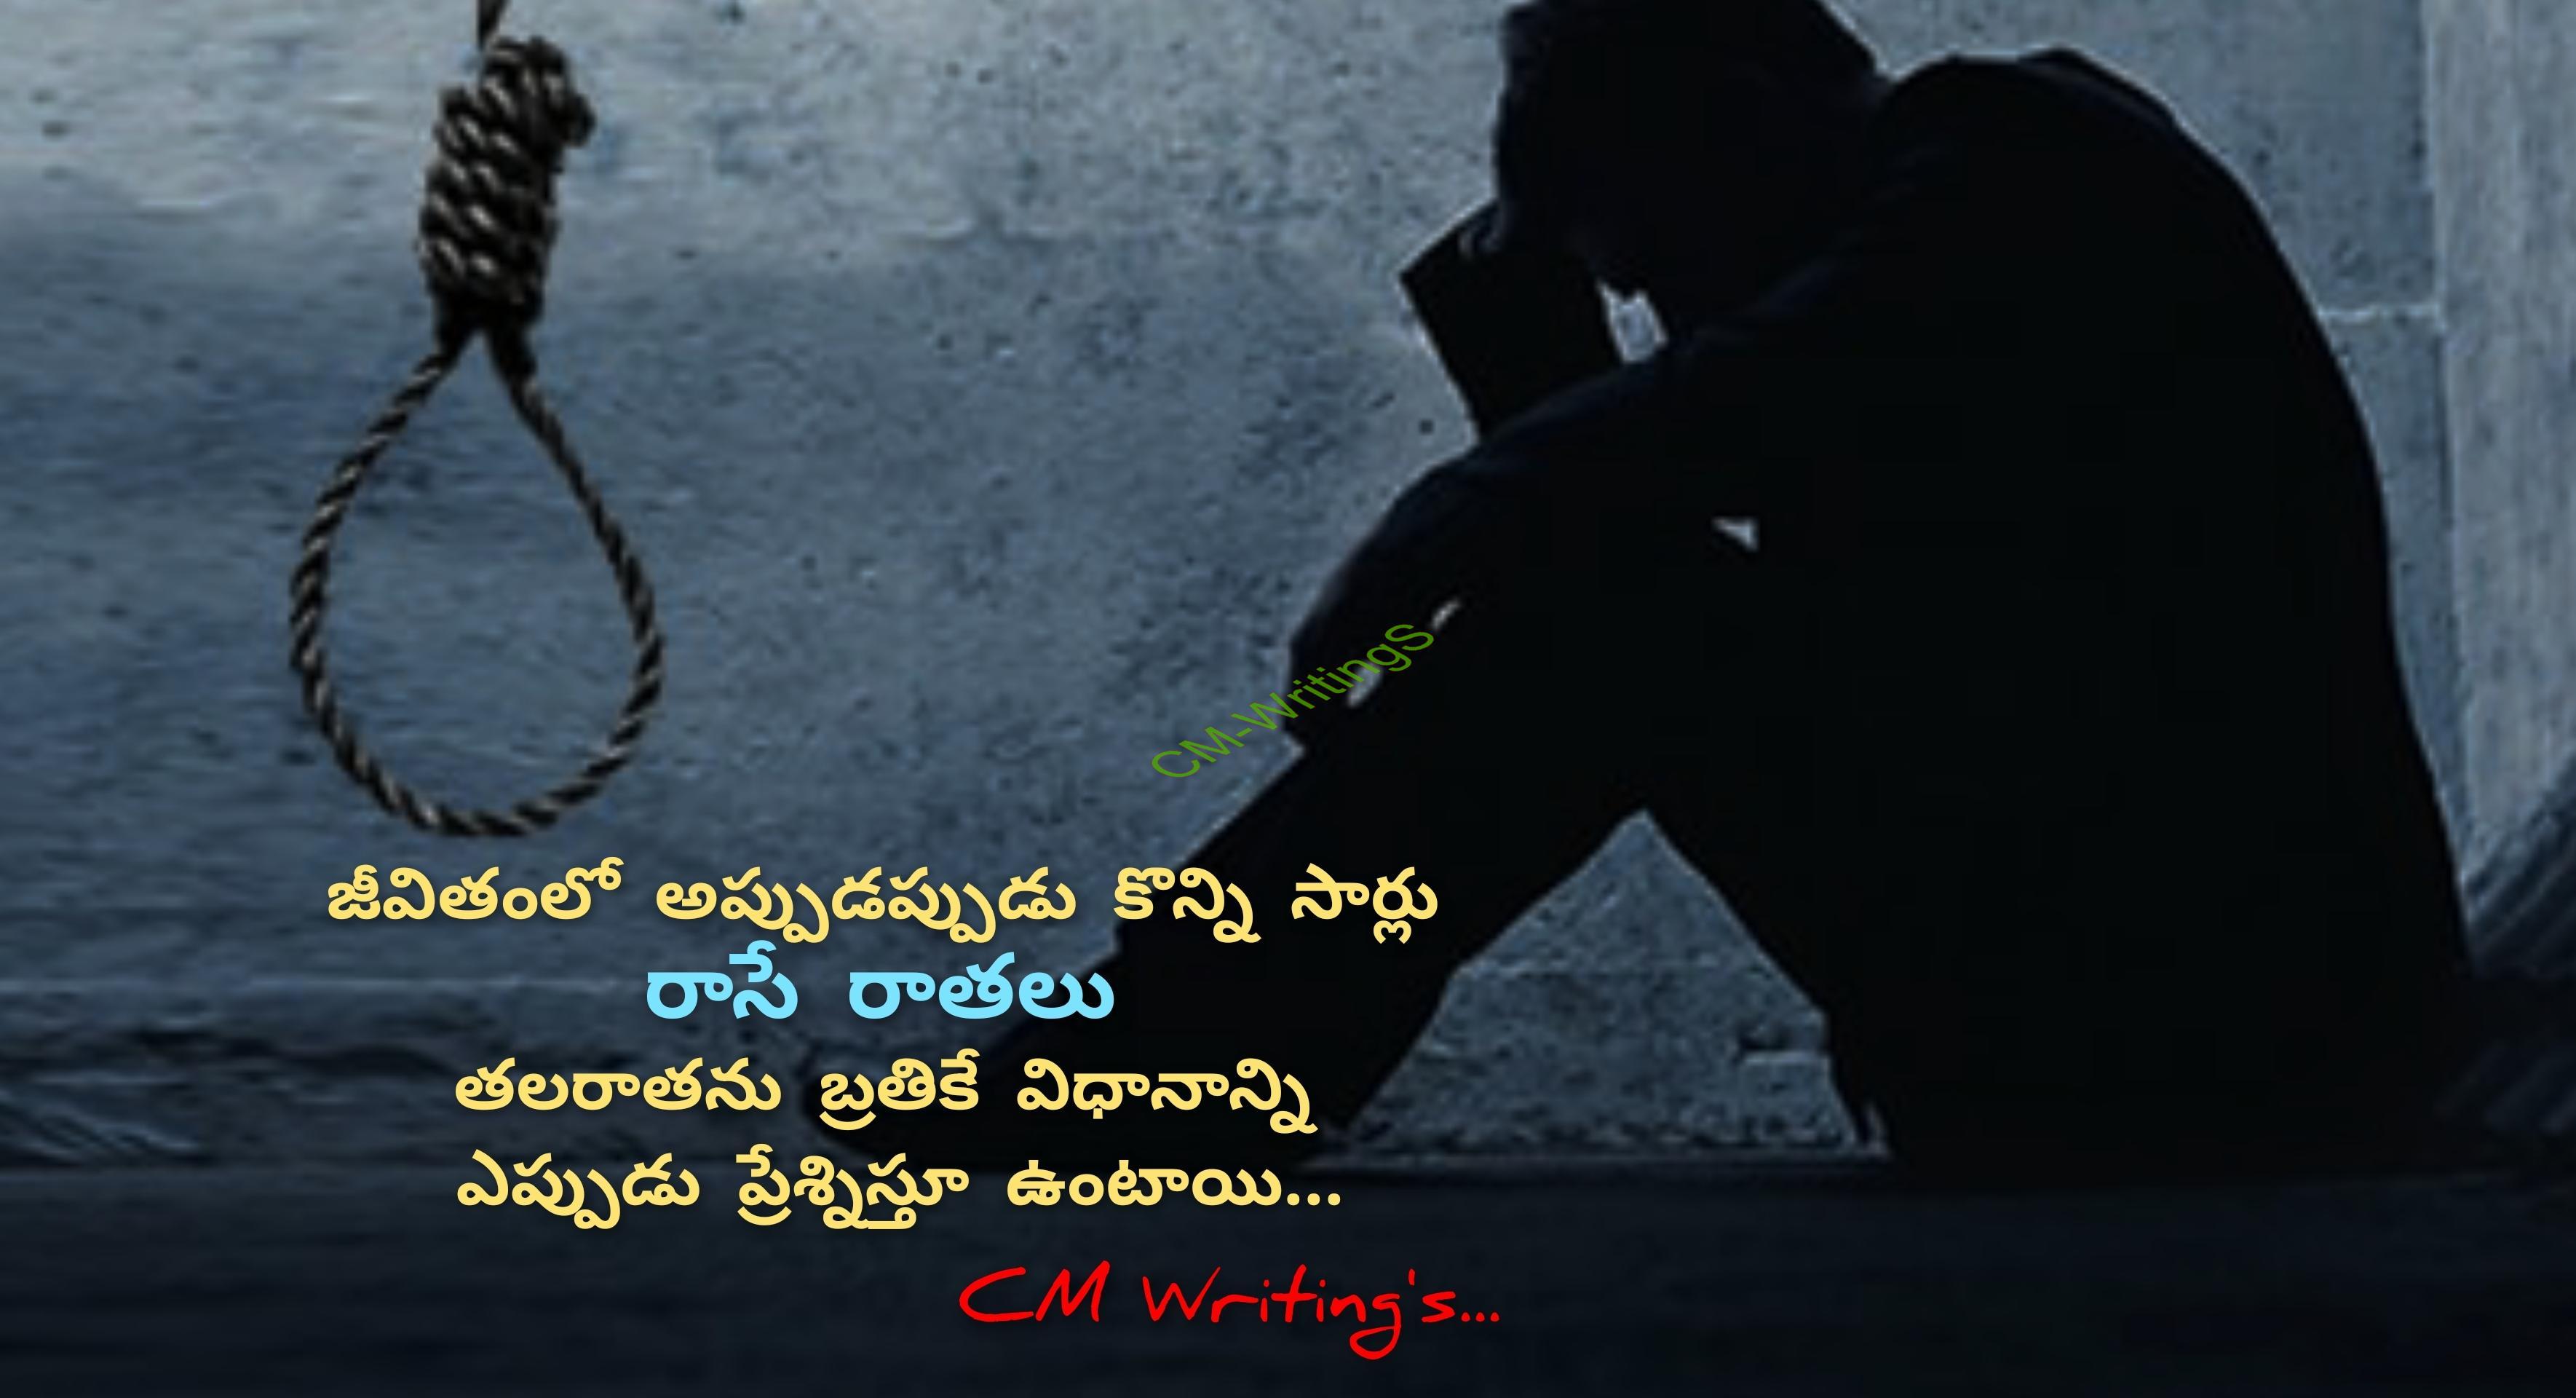 CM-WritingS
జీవితంలో అప్పుడప్పుడు కొన్ని సార్లు
రాసే రాతలు
తలరాతను బ్రతికే విధానాన్ని
ఎప్పుడు ప్రేశ్నిస్తూ ఉంటాయి...
CM Writing's...